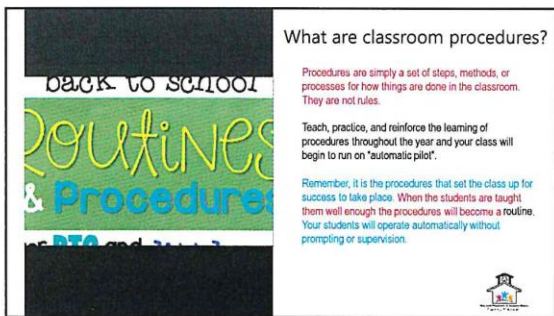 back to school
Routines
& Procedures
BTS and
What are classroom procedures?
Procedures are simply a set of steps, methods, or
processes for how things are done in the classroom.
They are not rules.
Teach, practice, and reinforce the learning of
procedures throughout the year and your class will
begin to run on "automatic pilot".
Remember, it is the procedures that set the class up for
success to take place. When the students are taught
them well enough the procedures will become a routine.
Your students will operate automatically without
prompting or supervision.